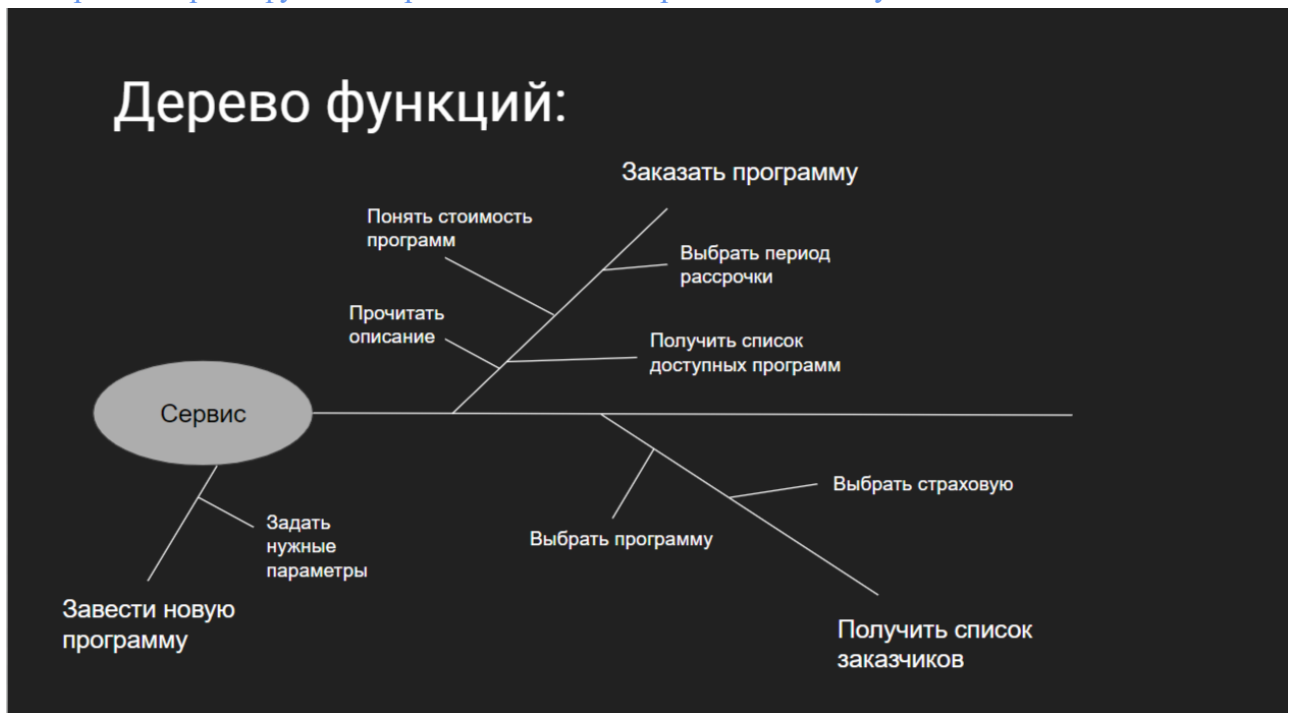 Дерево функций:
Заказать программу
Понять стоимость
программ
Выбрать период
рассрочки
Прочитать
описание
Получить список
доступных программ
Сервис
Выбрать страховую
Задать
нужные
параметры
Выбрать программу
Завести новую
программу
Получить список
заказчиков